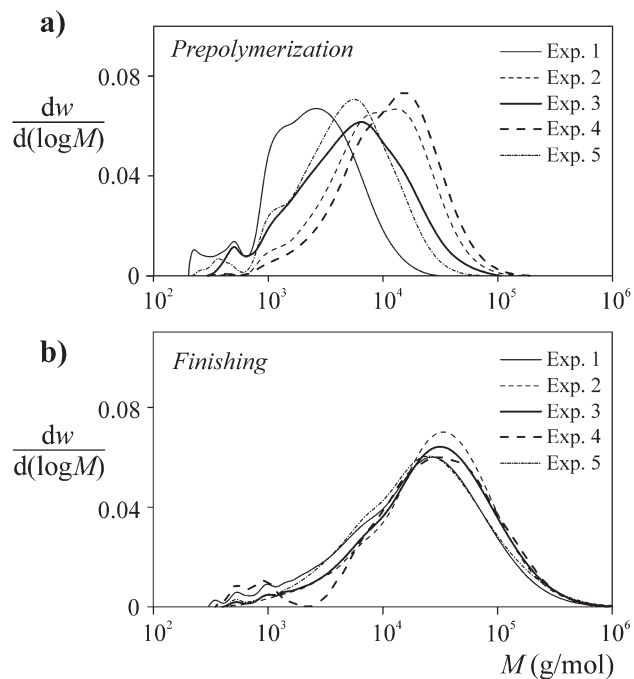 a)
Prepolymerization
Exp. 1
Exp. 2
Exp. 3
Exp. 4
Exp. 5
dw
d(logM)
0.08
0.04
0
10² 10³ 10⁴ 10⁵ 10⁶
b)
Finishing
Exp. 1
Exp. 2
Exp. 3
Exp. 4
Exp. 5
dw
d(logM)
0.08
0.04
0
10² 10³ 10⁴ 10⁵ 10⁶
M (g/mol)